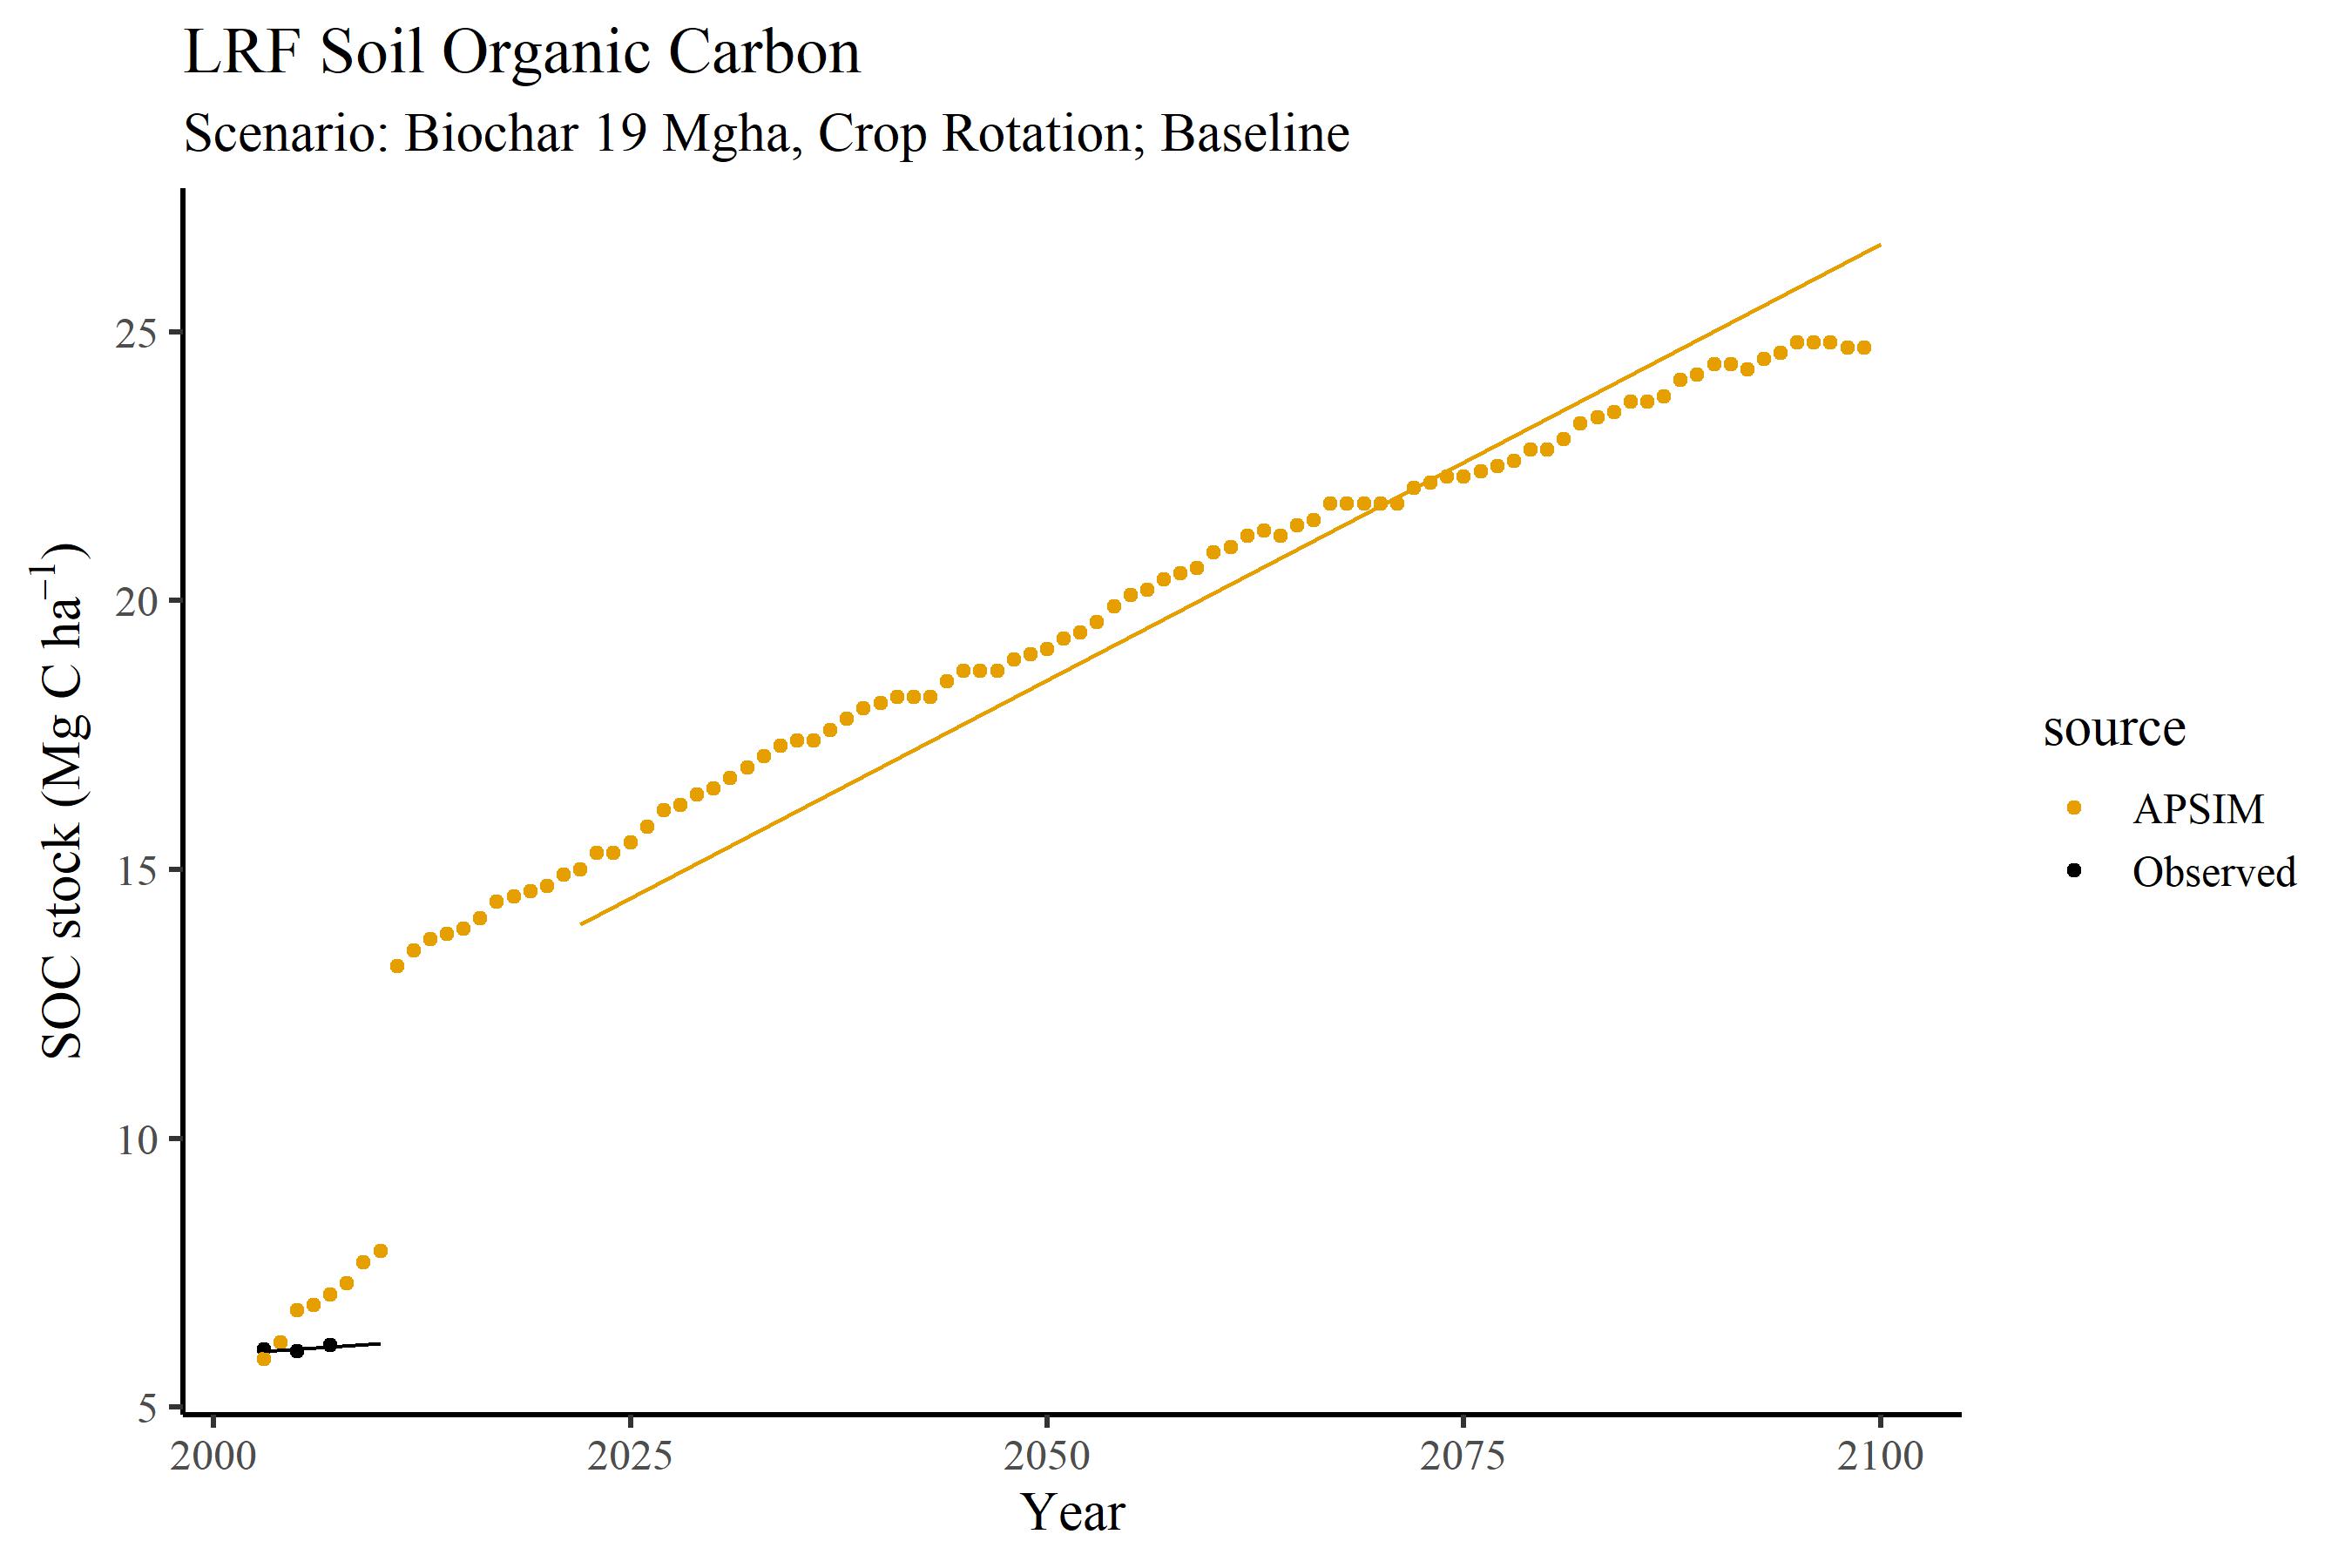 LRF Soil Organic Carbon
Scenario: Biochar 19 Mgha, Crop Rotation; Baseline
SOC stock (Mg C ha⁻¹)
25
20
15
10
5
2000 2025 2050 2075 2100
Year
source
APSIM
Observed